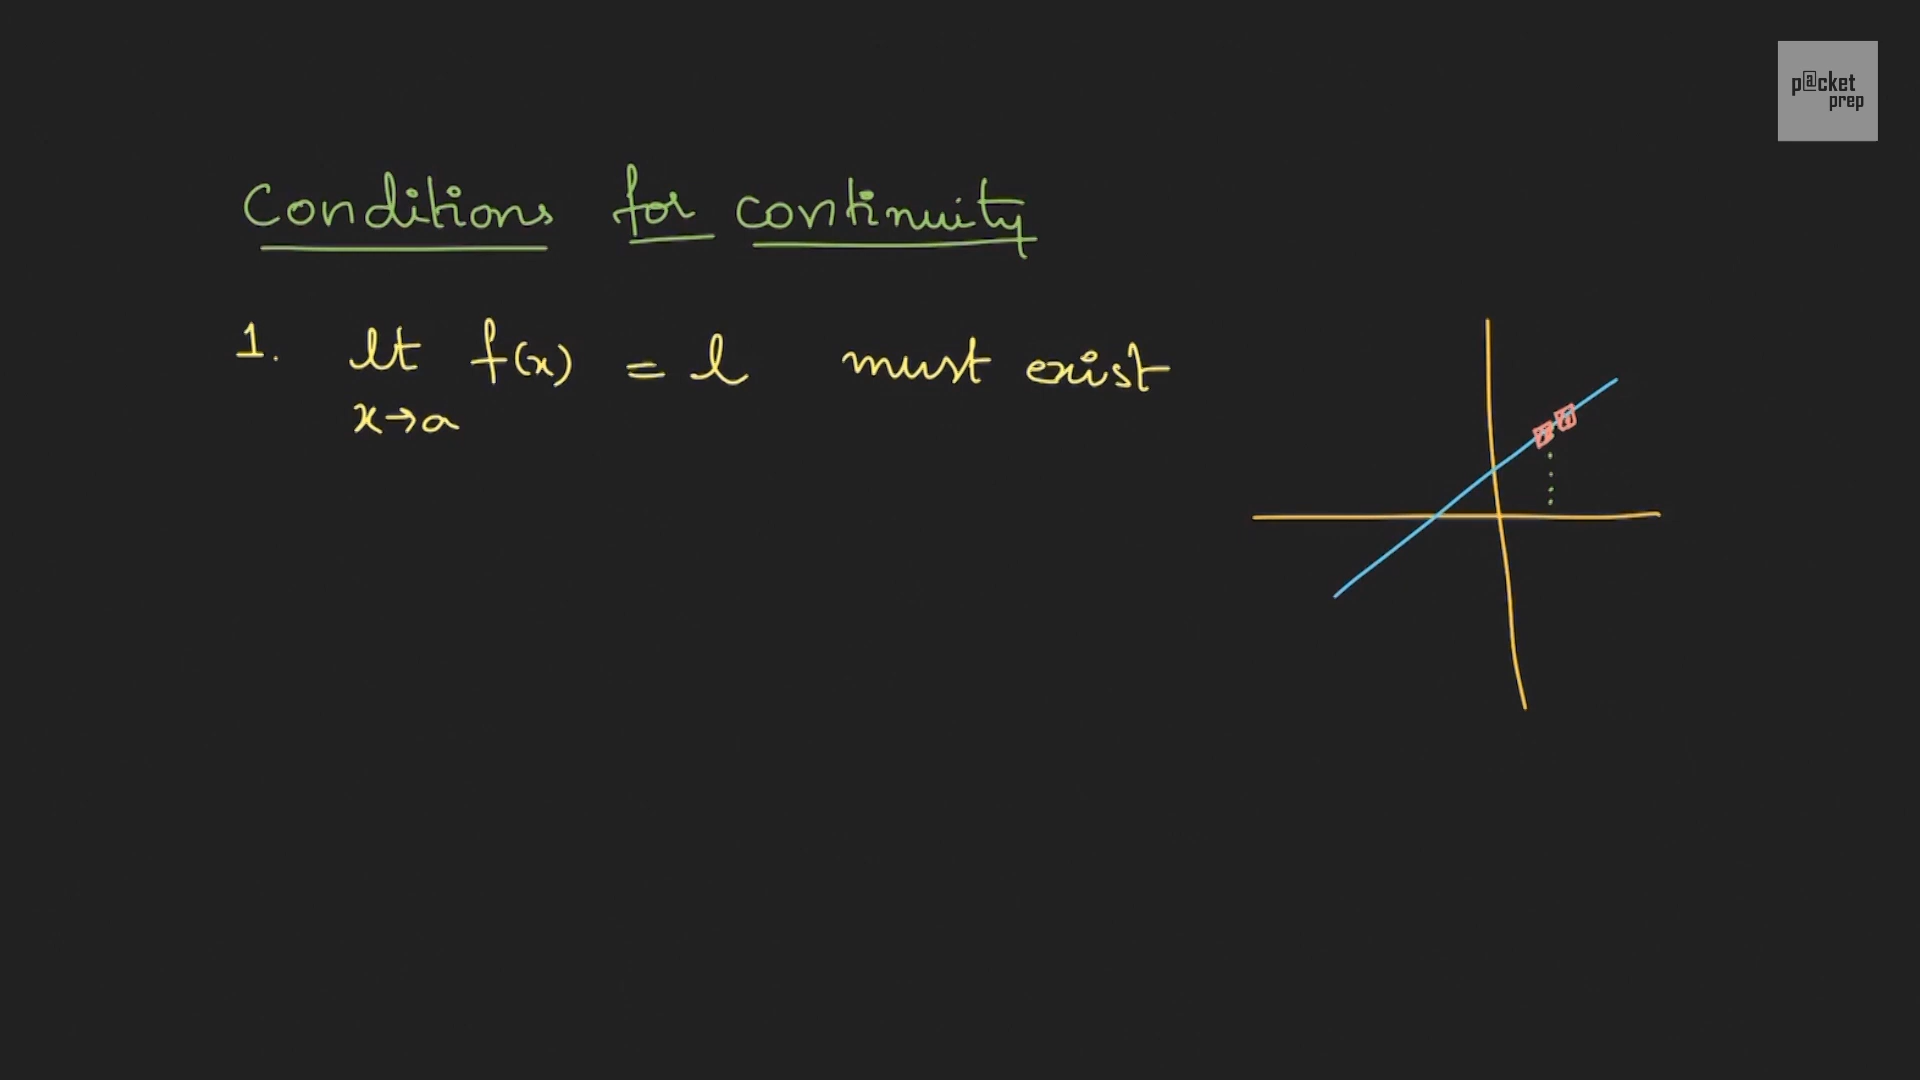 p@cket
prep
Conditions for continuity
1. lt f(x) = l must exist
x→a